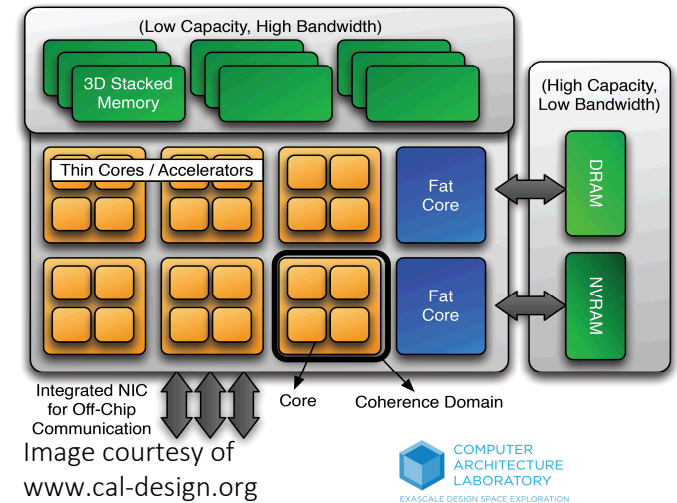 (Low Capacity, High Bandwidth)
3D Stacked
Memory
(High Capacity,
Low Bandwidth)
Thin Cores / Accelerators
Fat
Core
DRAM
Fat
Core
NVRAM
Integrated NIC
for Off-Chip
Communication
Core
Coherence Domain
Image courtesy of
www.cal-design.org
COMPUTER
ARCHITECTURE
LABORATORY
EXASCALE DESIGN SPACE EXPLORATION